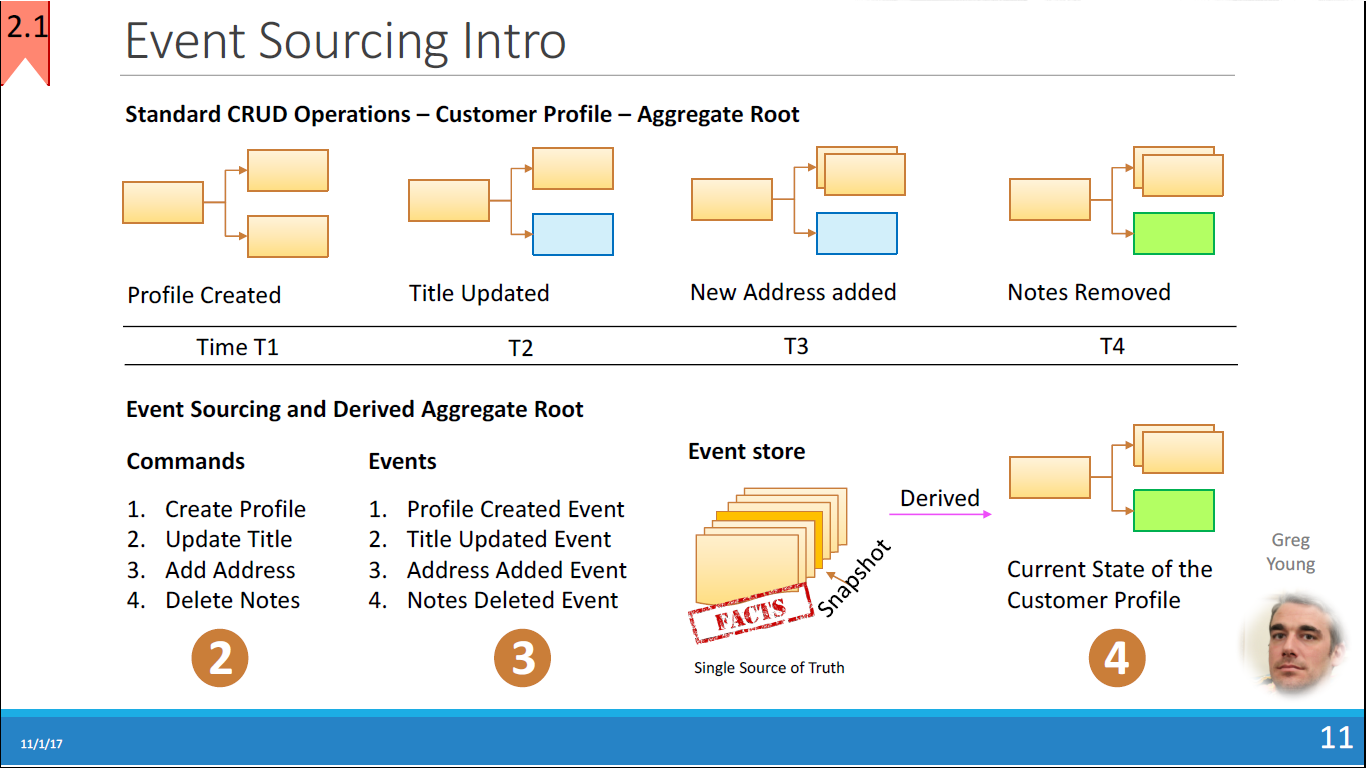 2.1
Event Sourcing Intro
Standard CRUD Operations – Customer Profile – Aggregate Root
Profile Created
Title Updated
New Address added
Notes Removed
Time T1
T2
T3
T4
Event Sourcing and Derived Aggregate Root
Commands
1. Create Profile
2. Update Title
3. Add Address
4. Delete Notes
2
Events
1. Profile Created Event
2. Title Updated Event
3. Address Added Event
4. Notes Deleted Event
3
Event store
Snapshot
FACTS
Single Source of Truth
Derived
Current State of the
Customer Profile
4
Greg
Young
11/1/17
11